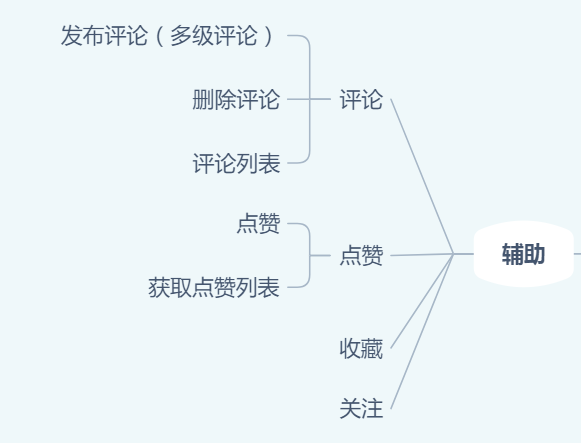 发布评论（多级评论）
删除评论
评论
评论列表
点赞
点赞
辅助
获取点赞列表
收藏
关注